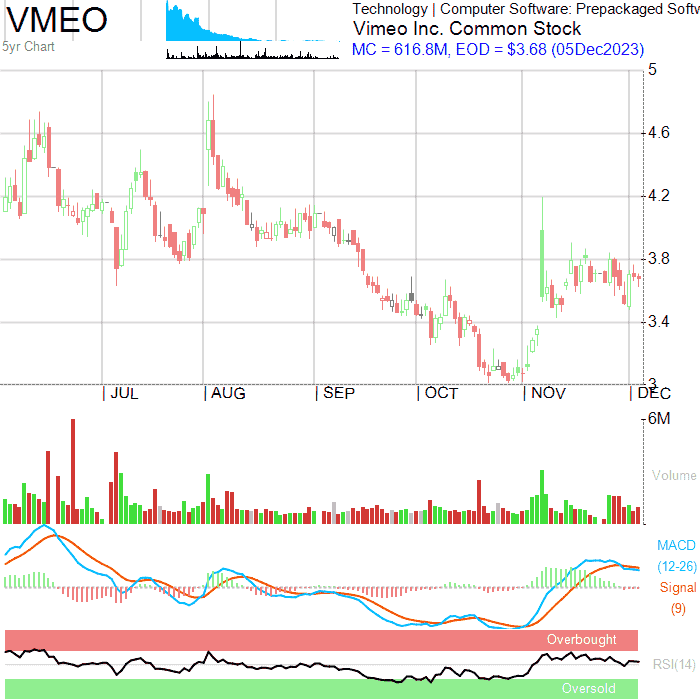 VMEO
5yr Chart
Technology | Computer Software: Prepackaged Softw
Vimeo Inc. Common Stock
MC = 616.8M, EOD = $3.68 (05Dec2023)
5
4.6
4.2
3.8
3.4
3
JUL
AUG
SEP
OCT
NOV
DEC
6M
Volume
MACD
(12-26)
Signal
(9)
Overbought
RSI(14)
Oversold